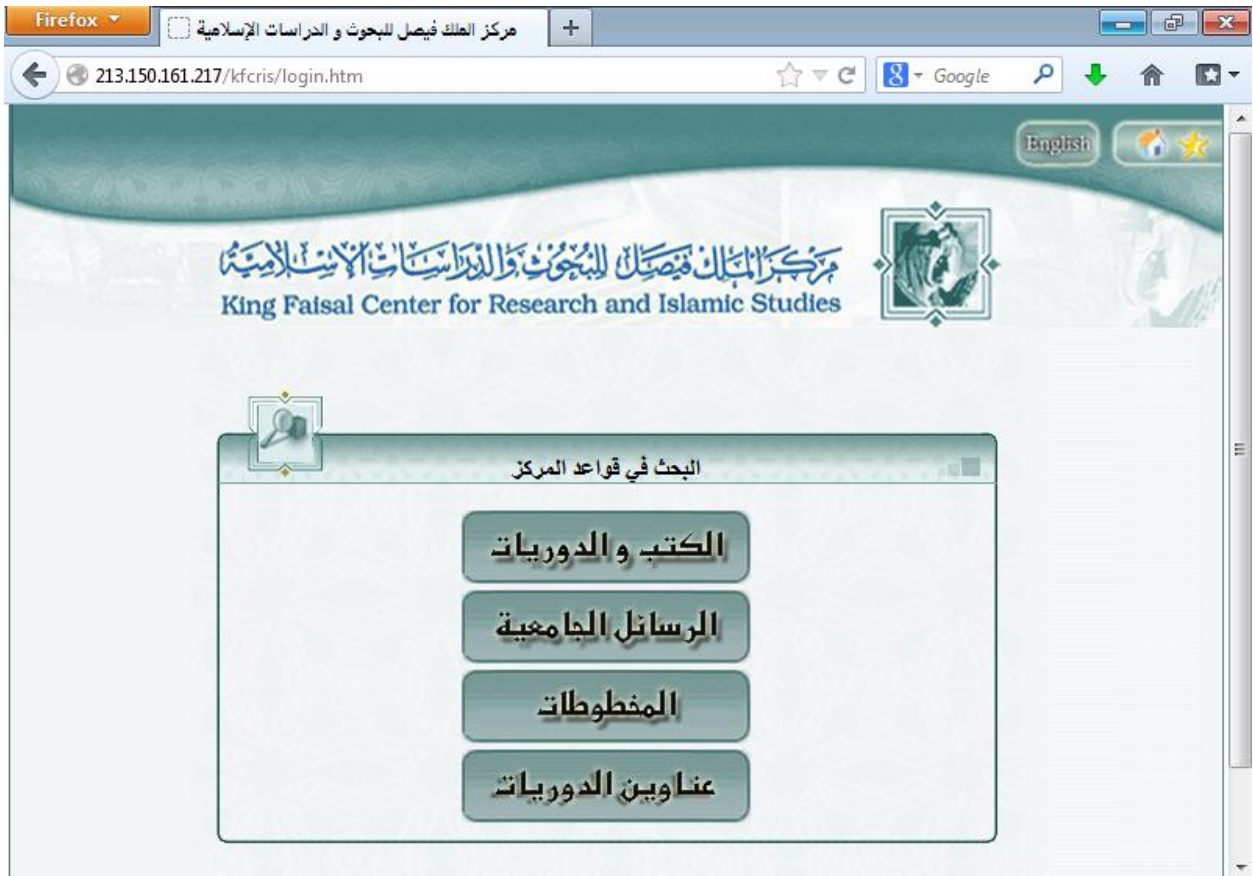 Firefox
مركز الملك فيصل للبحوث و الدراسات الإسلامية
213.150.161.217/kfcris/login.htm
Google
English
مركز الملك فيصل للبحوث والدراسات الإسلامية
King Faisal Center for Research and Islamic Studies
البحث في قواعد المركز
الكتب و الدوريات
الرسائل الجامعية
المخطوطات
عناوين الدوريات